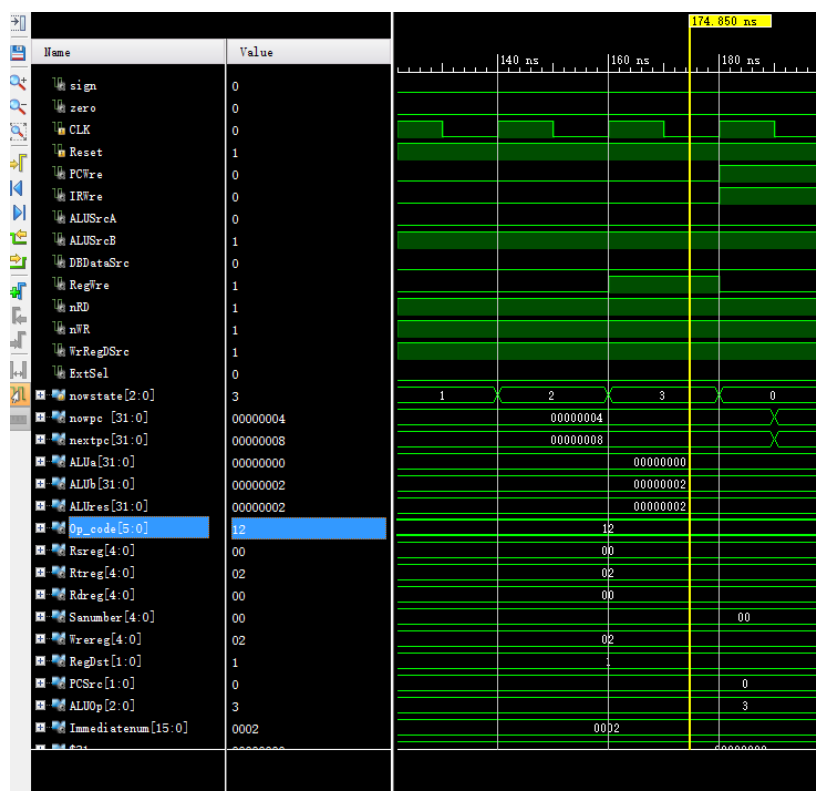 174.850 ns
Name Value
140 ns 160 ns 180 ns
sign 0
zero 0
CLK 0
Reset 1
PCWre 0
IRWre 0
ALUSrcA 0
ALUSrcB 1
DBDataSrc 0
RegWre 1
nRD 1
nWR 1
WrRegDSrc 1
ExtSel 0
nowstate[2:0] 3 1 2 3 0
nowpc [31:0] 00000004 00000004
nextpc[31:0] 00000008 00000008
ALUa[31:0] 00000000 00000000
ALUb[31:0] 00000002 00000002
ALUres[31:0] 00000002 00000002
Op_code[5:0] 12 12
Rsreg[4:0] 00 00
Rtreg[4:0] 02 02
Rdreg[4:0] 00 00
Sanumber[4:0] 00 00
Wrereg[4:0] 02 02
RegDst[1:0] 1 1
PCSrc[1:0] 0 0
ALUOp[2:0] 3 3
Immediatenum[15:0] 0002 0002